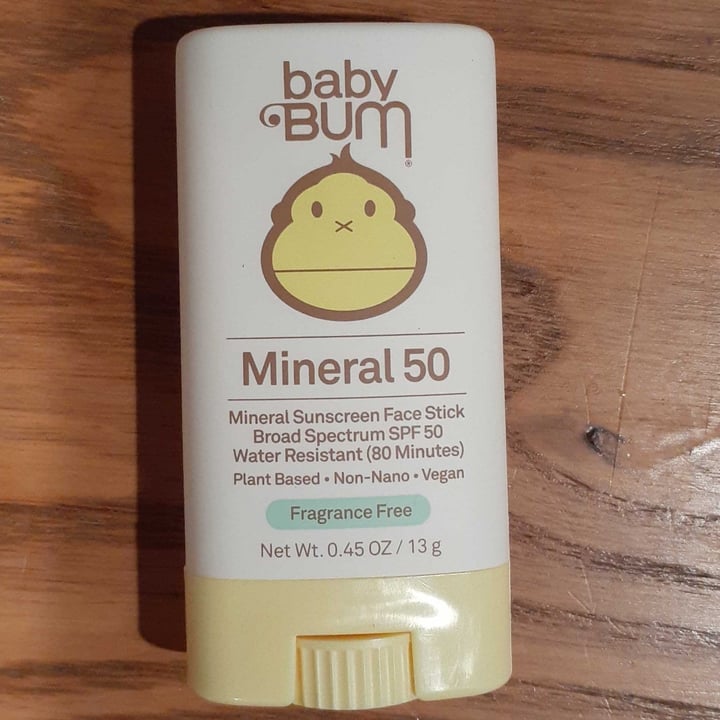 baby
BUM®
Mineral 50
Mineral Sunscreen Face Stick
Broad Spectrum SPF 50
Water Resistant (80 Minutes)
Plant Based • Non-Nano • Vegan
Fragrance Free
Net Wt. 0.45 OZ / 13 g